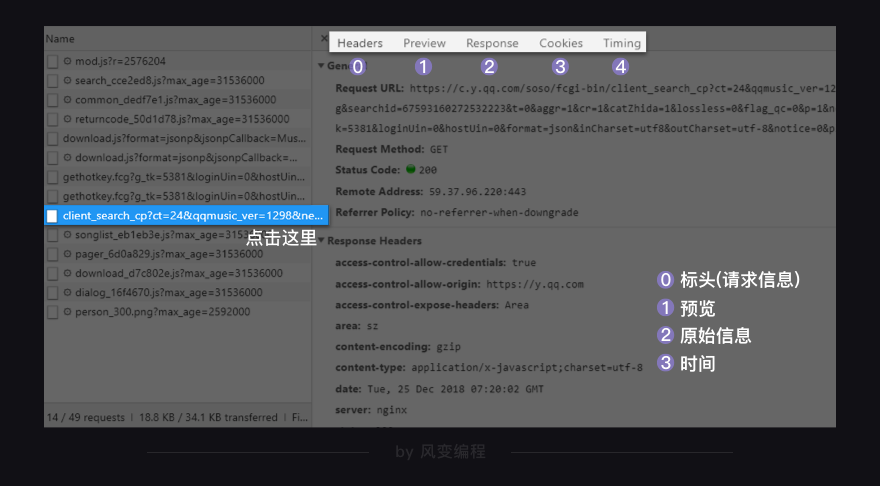 Name
mod.js?r=2576204
search_cce2ed8.js?max_age=31536000
common_dedf7e1.js?max_age=31536000
returncode_50d1d78.js?max_age=31536000
download.js?format=jsonp&jsonpCallback=Mus...
download.js?format=jsonp&jsonpCallback=...
gethotkey.fcg?g_tk=5381&loginUin=0&hostUin...
gethotkey.fcg?g_tk=5381&loginUin=0&hostUin...
client_search_cp?ct=24&qqmusic_ver=1298&ne...
点击这里
songlist_eb1eb3e.js?max_age=3153
pager_6d0a829.js?max_age=31536000
download_d7c802e.js?max_age=31536000
dialog_16f4670.js?max_age=31536000
person_300.png?max_age=2592000
14 / 49 requests | 18.8 KB / 34.1 KB transferred | Fi...
× Headers Preview Response Cookies Timing
0 1 2 3 4
Gene
Request URL: https://c.y.qq.com/soso/fcgi-bin/client_search_cp?ct=24&qqmusic_ver=12
g&searchid=67593160272532223&t=0&aggr=1&cr=1&catZhida=1&lossless=0&flag_qc=0&p=1&n
k=5381&loginUin=0&hostUin=0&format=json&inCharset=utf8&outCharset=utf-8&notice=0&p
Request Method: GET
Status Code: 200
Remote Address: 59.37.96.220:443
Referrer Policy: no-referrer-when-downgrade
Response Headers
access-control-allow-credentials: true
access-control-allow-origin: https://y.qq.com
access-control-expose-headers: Area
area: sz
content-encoding: gzip
content-type: application/x-javascript;charset=utf-8
date: Tue, 25 Dec 2018 07:20:02 GMT
server: nginx
0 标头(请求信息)
1 预览
2 原始信息
3 时间
by 风变编程